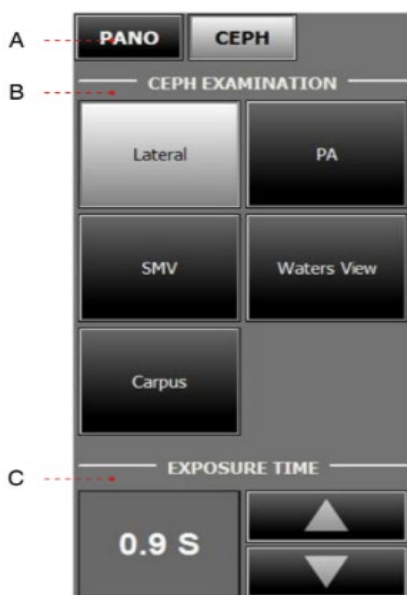 A PANO CEPH
B CEPH EXAMINATION
Lateral PA
SMV Waters View
Carpus
C EXPOSURE TIME
0.9 S